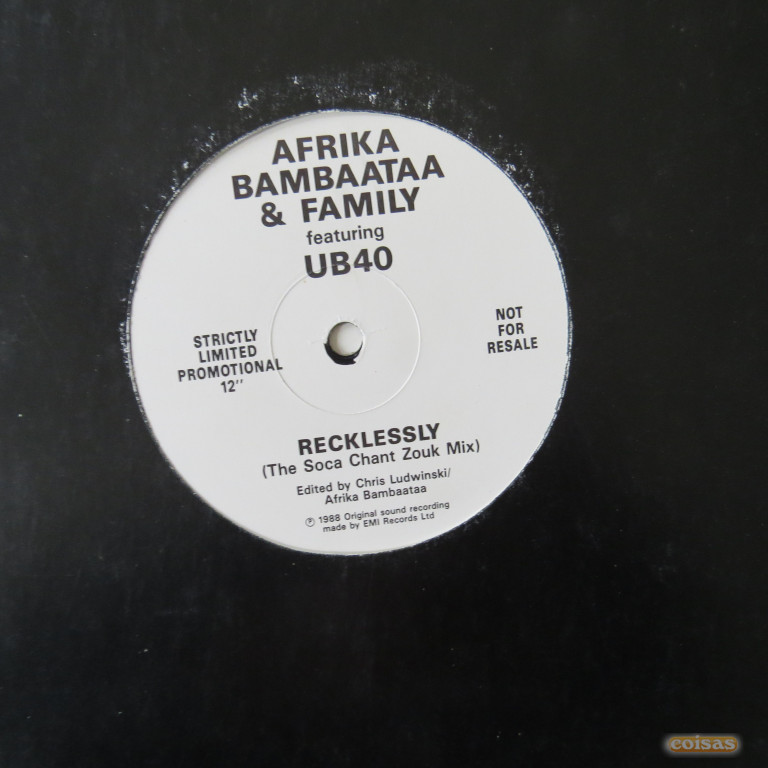 AFRIKA
BAMBAATAA
& FAMILY
featuring
UB40
STRICTLY
LIMITED
PROMOTIONAL
12"
NOT
FOR
RESALE
RECKLESSLY
(The Soca Chant Zouk Mix)
Edited by Chris Ludwinski/
Afrika Bambaataa
℗ 1988 Original sound recording
made by EMI Records Ltd
coisas